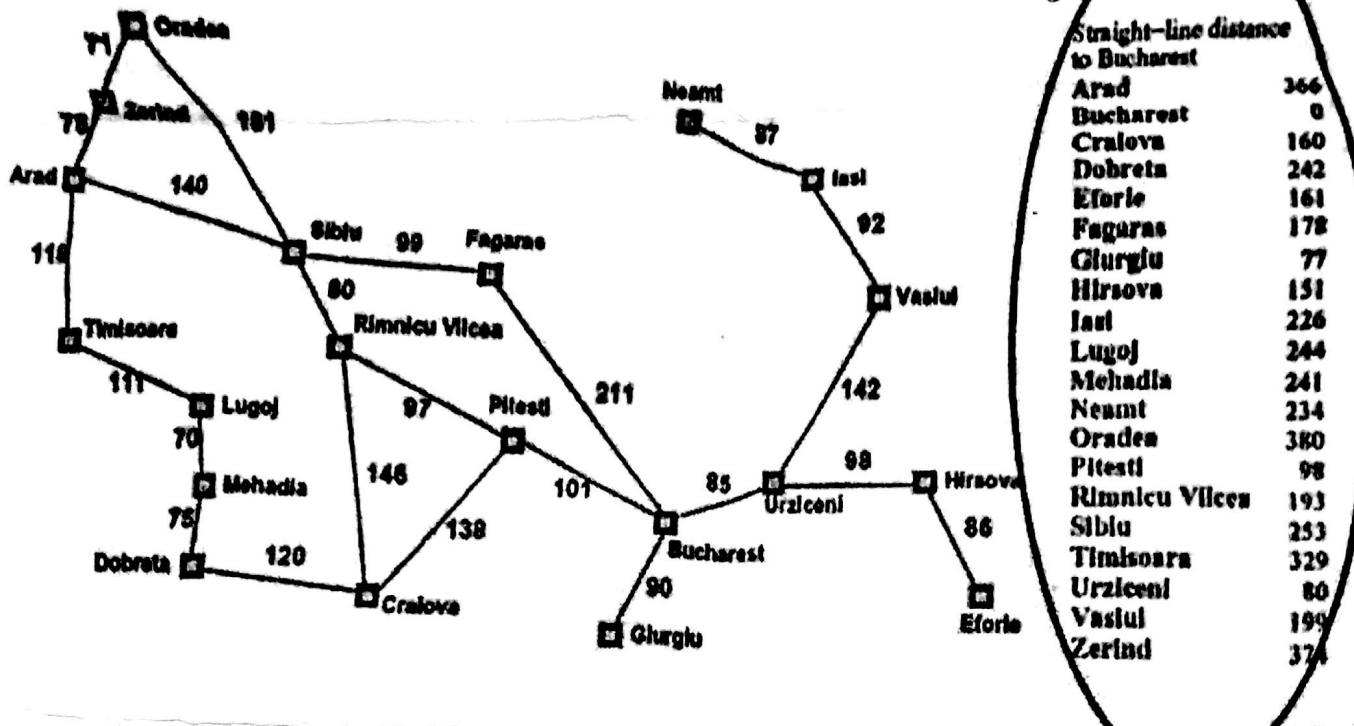 Oradea
71
Zerind
75
151
Arad
140
118
Sibiu
99
Fagaras
80
Timisoara
111
Rimnicu Vilcea
Lugoj
70
97
Pitesti
211
Mehadia
75
146
138
101
Dobreta
120
Craiova
Bucharest
90
Giurgiu
85
Urziceni
98
Hirsova
86
Eforie
142
Vaslui
92
Iasi
87
Neamt
Straight-line distance
to Bucharest
Arad 366
Bucharest 0
Craiova 160
Dobreta 242
Eforie 161
Fagaras 178
Giurgiu 77
Hirsova 151
Iasi 226
Lugoj 244
Mehadia 241
Neamt 234
Oradea 380
Pitesti 98
Rimnicu Vilcea 193
Sibiu 253
Timisoara 329
Urziceni 80
Vaslui 199
Zerind 374